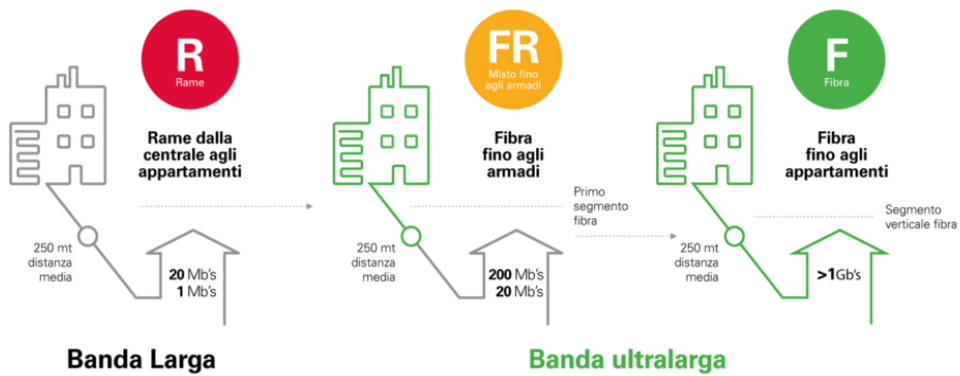 R
Rame
Rame dalla
centrale agli
appartamenti
250 mt
distanza
media
20 Mb's
1 Mb's
FR
Misto fino
agli armadi
Fibra
fino agli
armadi
Primo
segmento
fibra
250 mt
distanza
media
200 Mb's
20 Mb's
F
Fibra
Fibra
fino agli
appartamenti
Segmento
verticale fibra
250 mt
distanza
media
>1Gb's
Banda Larga
Banda ultralarga